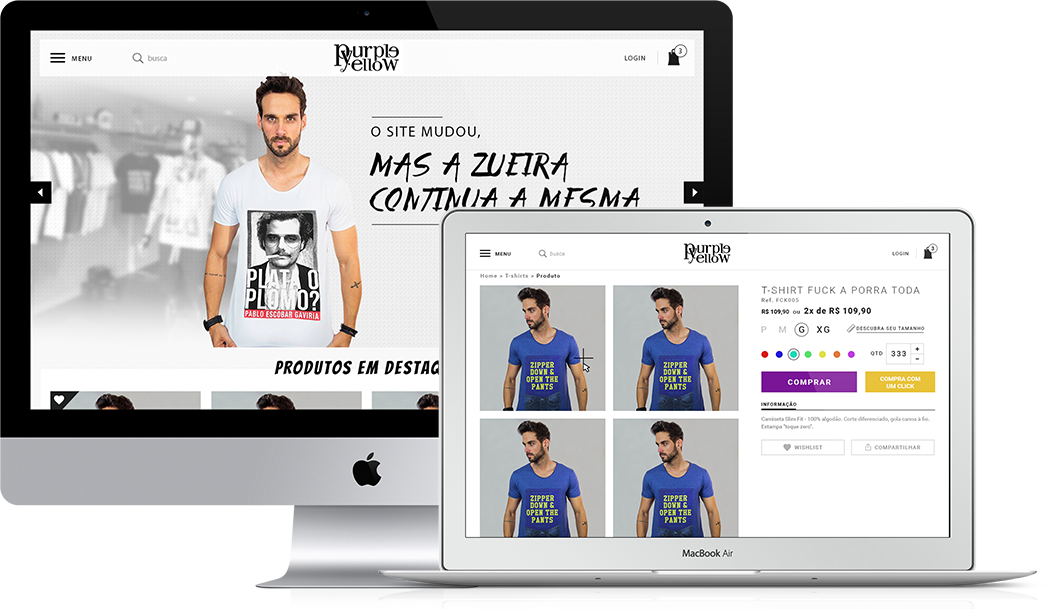 MENU
busca
Purple
Yellow
LOGIN
3
O SITE MUDOU,
MAS A ZUEIRA
CONTINUA A MESMA
PLATA O
PLOMO?
PABLO ESCOBAR GAVIRIA
PRODUTOS EM DESTAQ
MENU
busca
Purple
Yellow
LOGIN
3
Home » T-shirts » Produto
ZIPPER
DOWN &
OPEN THE
PANTS
ZIPPER
DOWN &
OPEN THE
PANTS
ZIPPER
DOWN &
OPEN THE
PANTS
ZIPPER
DOWN &
OPEN THE
PANTS
T-SHIRT FUCK A PORRA TODA
Ref. FCK005
R$ 109,90 ou 2x de R$ 109,90
P M G XG
DESCUBRA SEU TAMANHO
QTD 333 + -
COMPRAR
COMPRA COM
UM CLICK
INFORMAÇÃO
Camiseta Slim Fit - 100% algodão. Corte diferenciado, gola canoa à fio.
Estampa "toque zero".
WISHLIST
COMPARTILHAR
MacBook Air